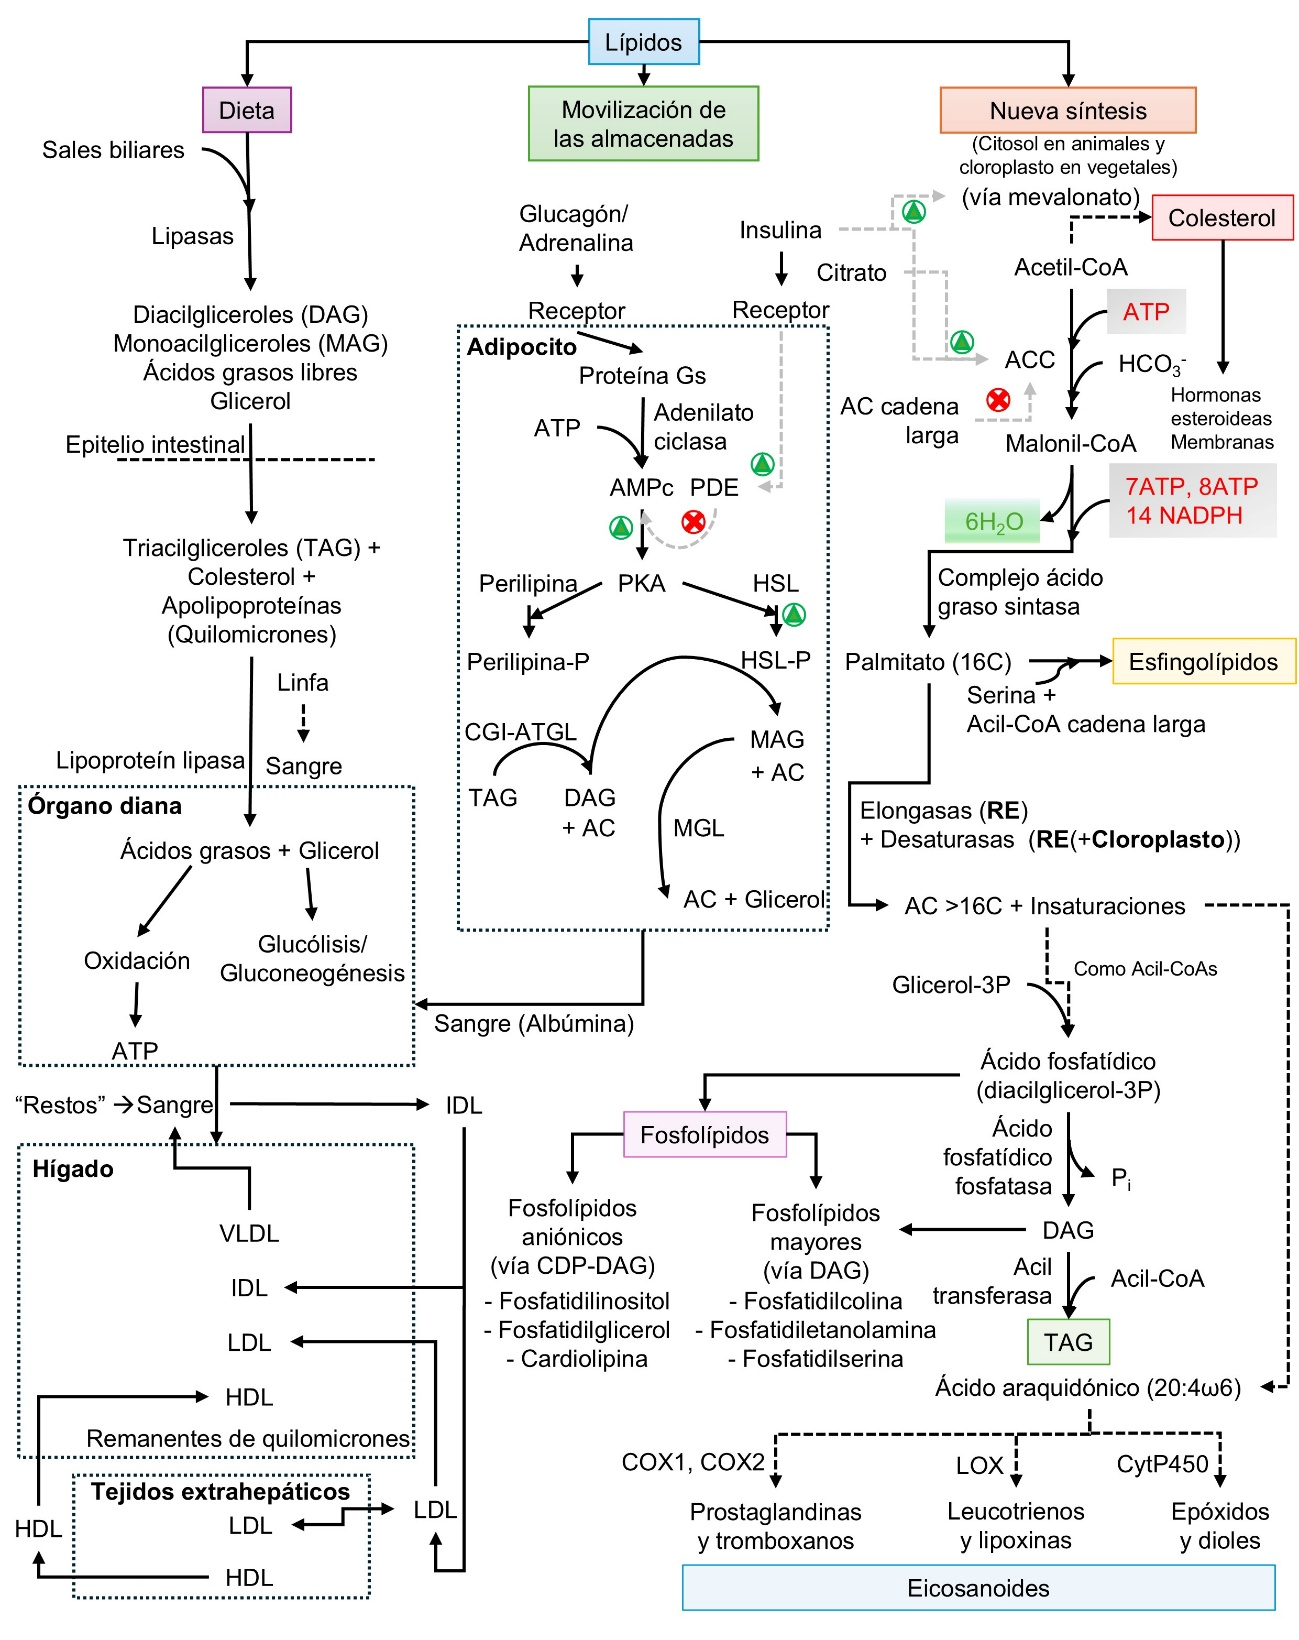 Lípidos
Dieta
Sales biliares
Lipasas
Diacilgliceroles (DAG)
Monoacilgliceroles (MAG)
Ácidos grasos libres
Glicerol
Epitelio intestinal
Triacilgliceroles (TAG) +
Colesterol +
Apolipoproteínas
(Quilomicrones)
Linfa
Lipoproteín lipasa
Sangre
Órgano diana
Ácidos grasos + Glicerol
Oxidación
Glucólisis/
Gluconeogénesis
ATP
“Restos” → Sangre
IDL
Hígado
VLDL
IDL
LDL
HDL
Remanentes de quilomicrones
Tejidos extrahepáticos
LDL
HDL
HDL
LDL
Movilización de
las almacenadas
Glucagón/
Adrenalina
Receptor
Insulina
Receptor
Citrato
Adipocito
Proteína Gs
ATP
Adenilato
ciclasa
AMPc
PDE
Perilipina
PKA
HSL
Perilipina-P
HSL-P
CGI-ATGL
TAG
DAG
+ AC
MAG
+ AC
MGL
AC + Glicerol
Sangre (Albúmina)
Nueva síntesis
(Citosol en animales y
cloroplasto en vegetales)
(vía mevalonato)
Colesterol
Acetil-CoA
ATP
ACC
HCO3-
AC cadena
larga
Hormonas
esteroideas
Membranas
Malonil-CoA
7ATP, 8ATP
14 NADPH
6H2O
Complejo ácido
graso sintasa
Palmitato (16C)
Esfingolípidos
Serina +
Acil-CoA cadena larga
Elongasas (RE)
+ Desaturasas (RE(+Cloroplasto))
AC >16C + Insaturaciones
Como Acil-CoAs
Glicerol-3P
Ácido fosfatídico
(diacilglicerol-3P)
Fosfolípidos
Ácido
fosfatídico
fosfatasa
Pi
Fosfolípidos
aniónicos
(vía CDP-DAG)
- Fosfatidilinositol
- Fosfatidilglicerol
- Cardiolipina
Fosfolípidos
mayores
(vía DAG)
- Fosfatidilcolina
- Fosfatidiletanolamina
- Fosfatidilserina
DAG
Acil
transferasa
Acil-CoA
TAG
Ácido araquidónico (20:4ω6)
COX1, COX2
LOX
CytP450
Prostaglandinas
y tromboxanos
Leucotrienos
y lipoxinas
Epóxidos
y dioles
Eicosanoides